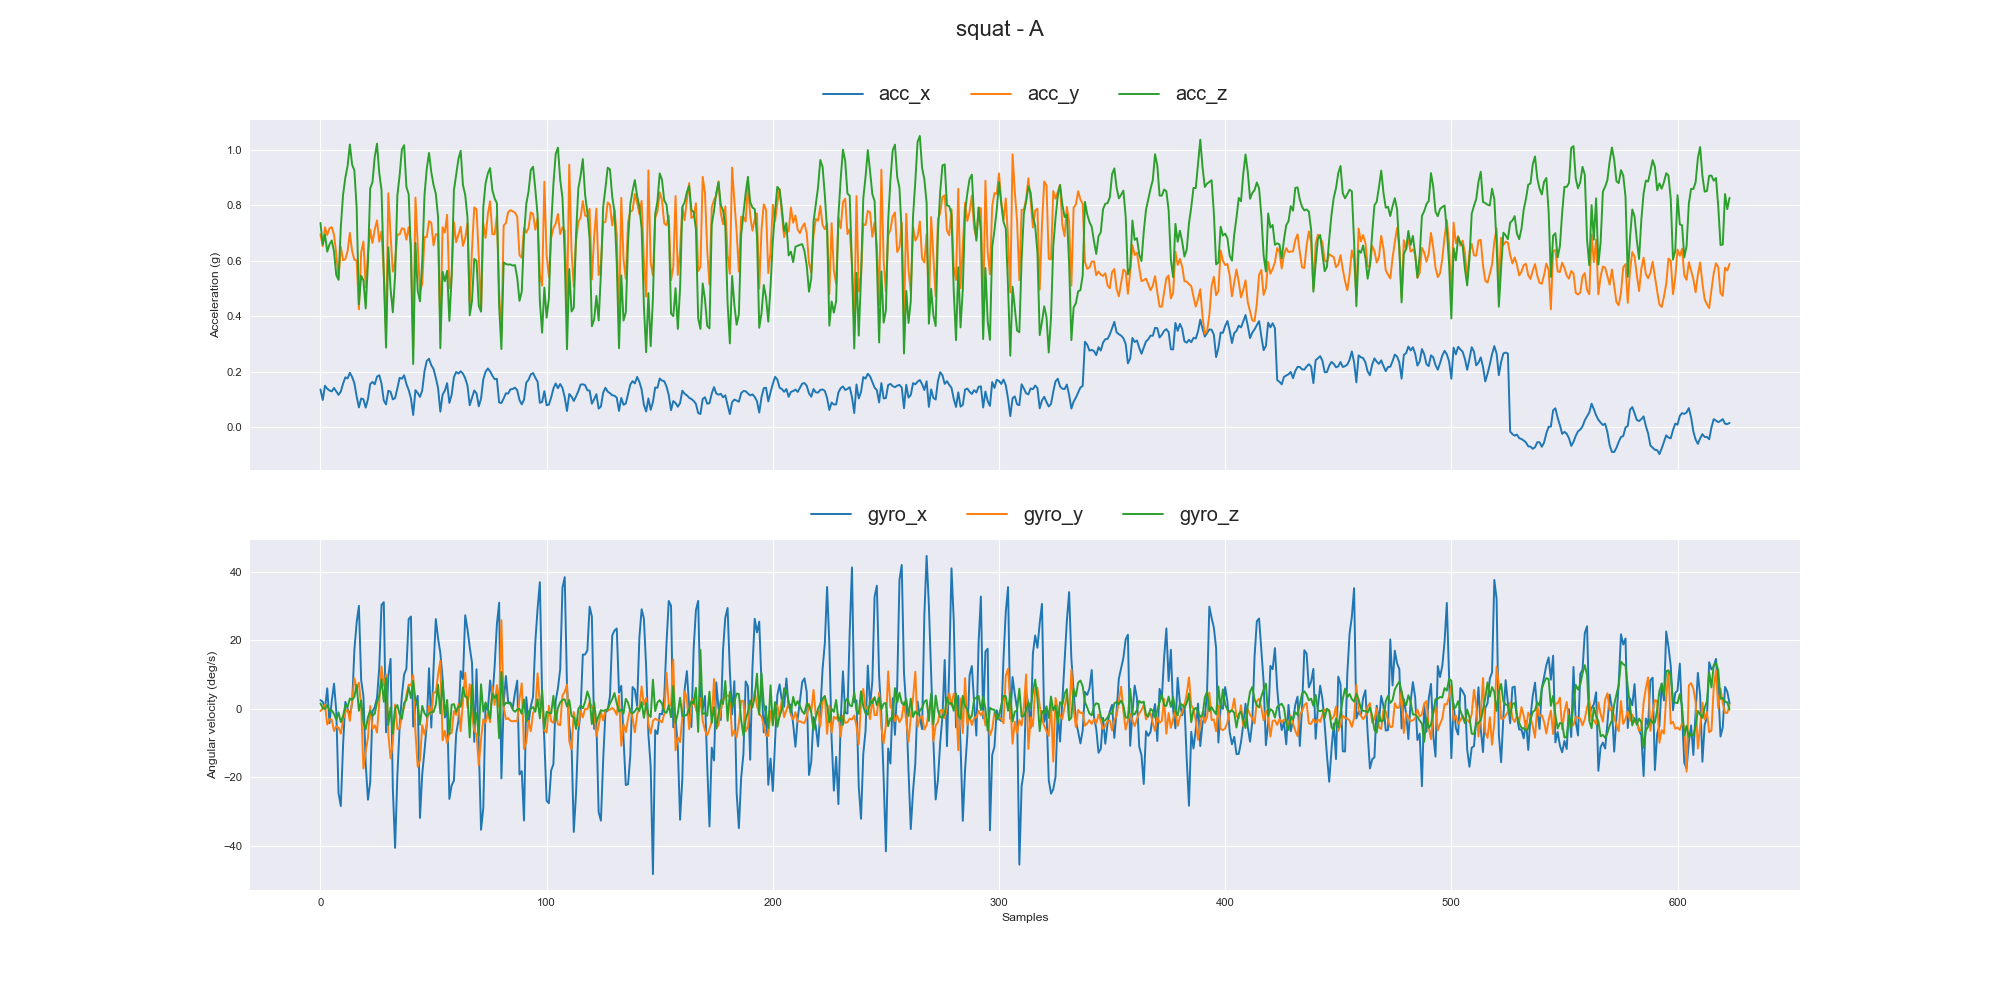 squat - A
acc_x acc_y acc_z
1.0
0.8
0.6
0.4
0.2
0.0
Acceleration (g)
gyro_x gyro_y gyro_z
40
20
0
−20
−40
Angular velocity (deg/s)
0 100 200 300 400 500 600
Samples